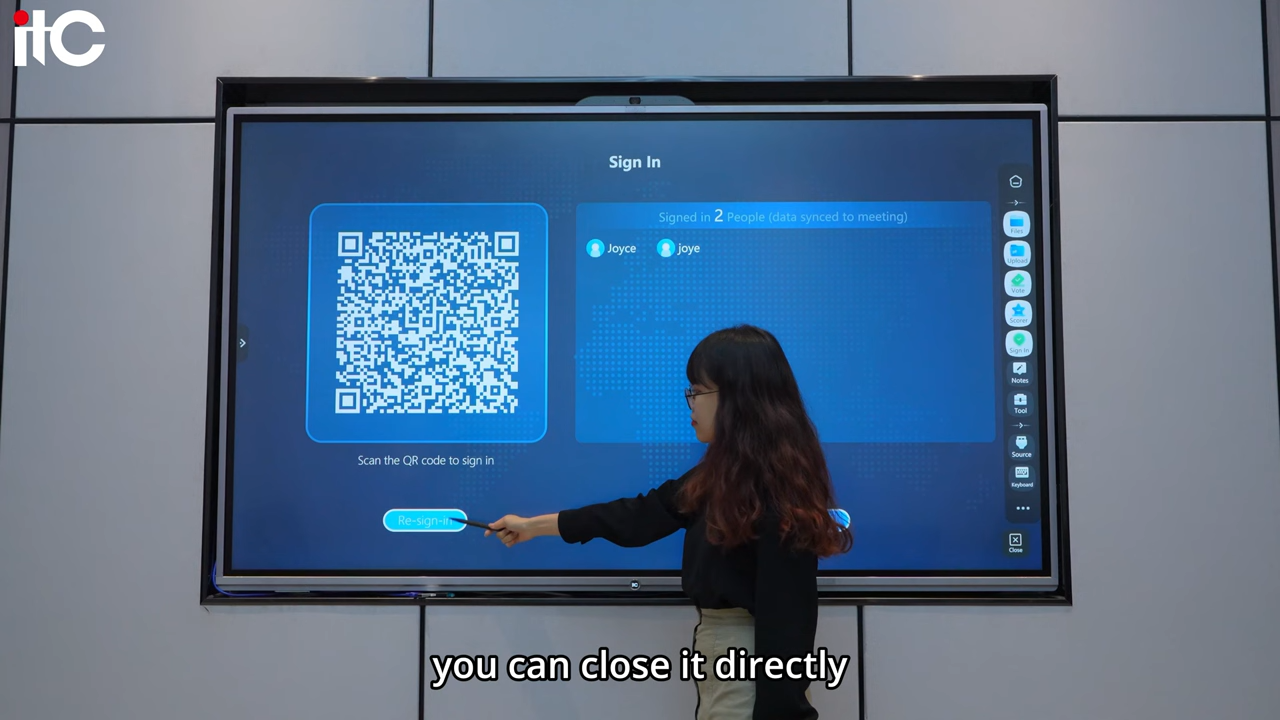 itc
Sign In
Signed in 2 People (data synced to meeting)
Joyce
joye
Files
Upload
Vote
Scorer
Sign In
Notes
Tool
Source
Keyboard
Close
Scan the QR code to sign in
Re-sign-in
you can close it directly